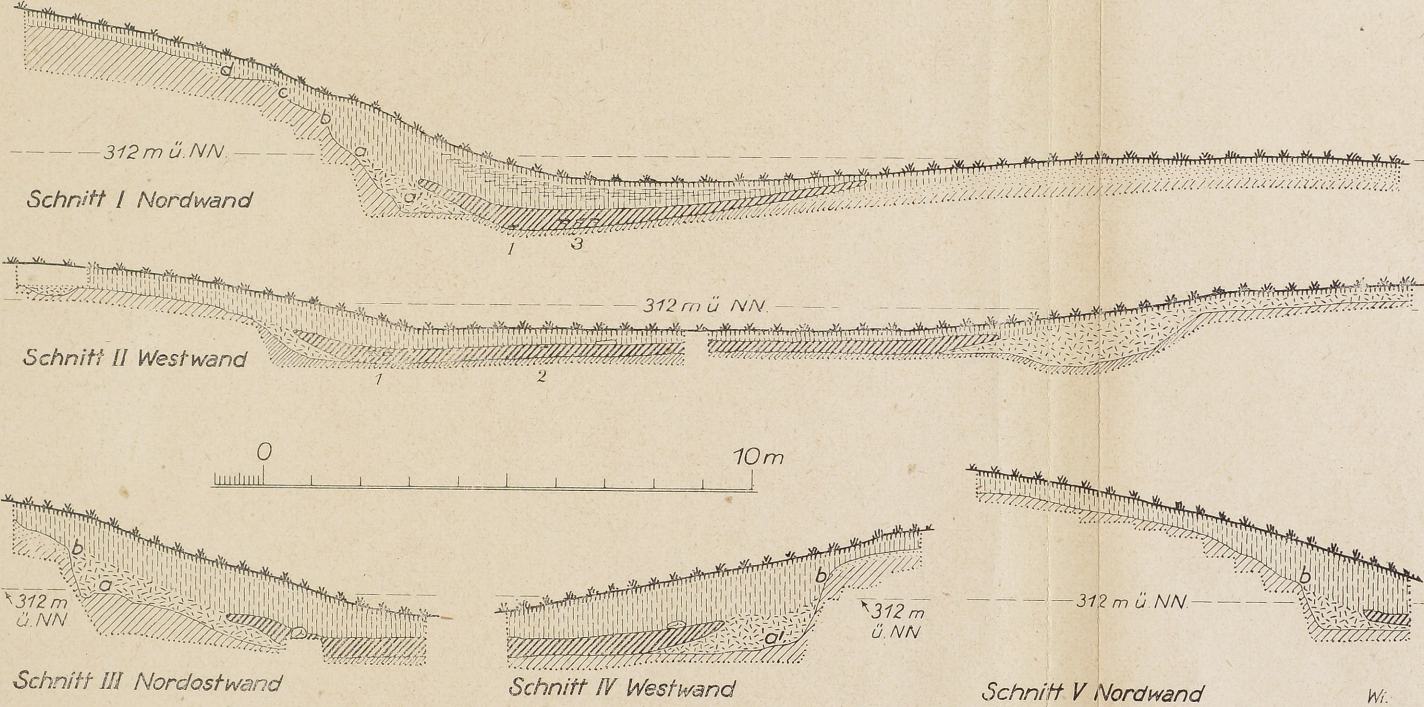 d
c
b
a
312 m ü. NN.
Schnitt I Nordwand
a
1
3
312 m ü NN.
Schnitt II Westwand
1
2
0
10 m
b
a
312 m
ü. NN
Schnitt III Nordostwand
b
312 m
ü. NN
Schnitt IV Westwand
b
312 m ü. NN.
Schnitt V Nordwand
Wi.